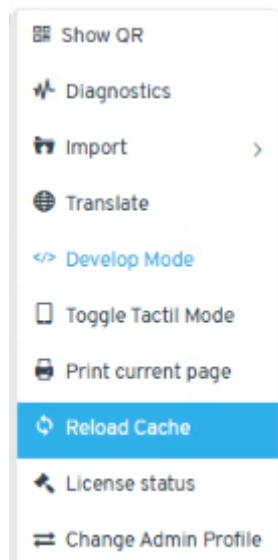 Show QR
Diagnostics
Import
Translate
Develop Mode
Toggle Tactil Mode
Print current page
Reload Cache
License status
Change Admin Profile